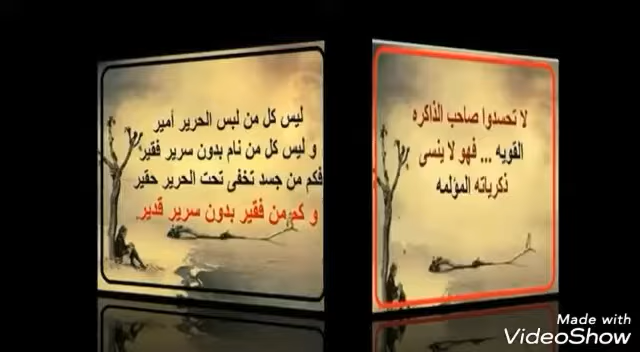 لا تحسدوا صاحب الذاكره
القويه ... فهو لا ينسى
ذكرياته المؤلمه
ليس كل من لبس الحرير أمير
و ليس كل من نام بدون سرير فقير
فكم من جسد تخفى تحت الحرير حقير
و كم من فقير بدون سرير قدير.
Made with
VideoShow